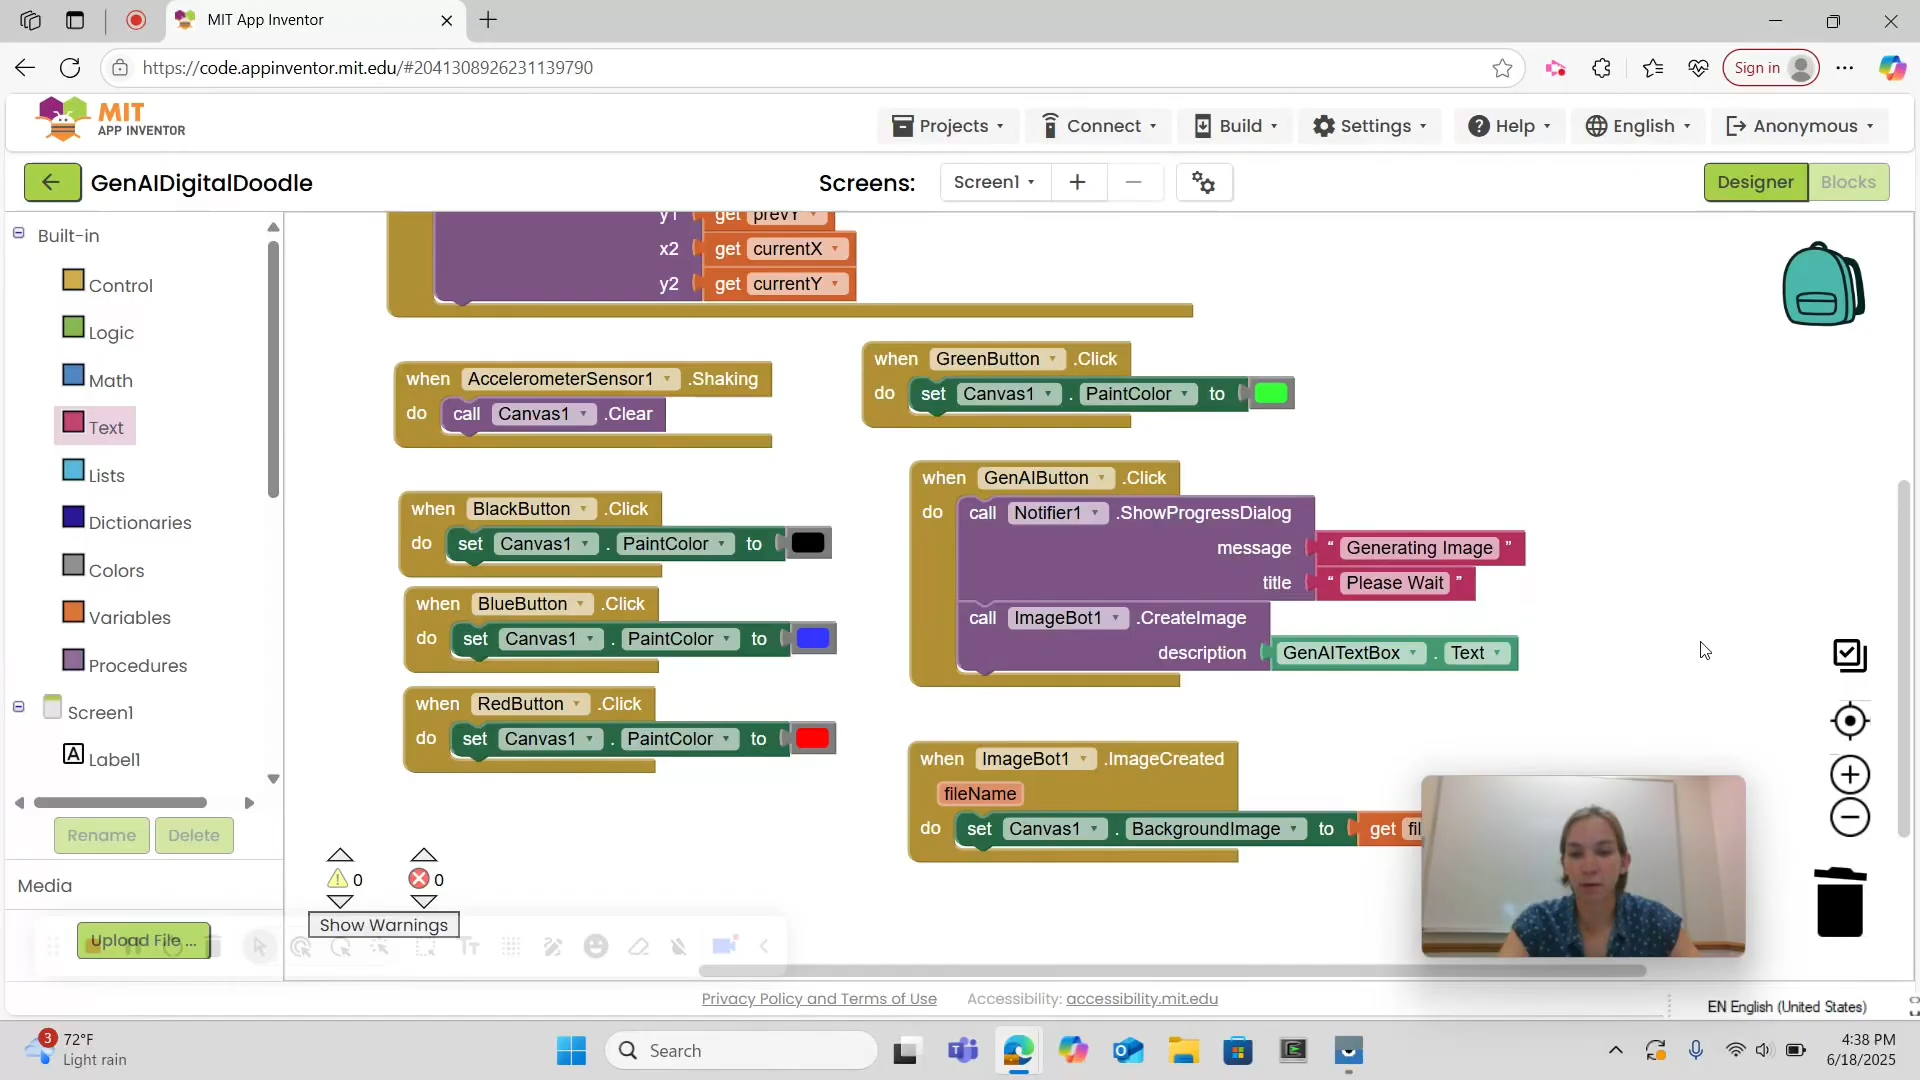 MIT App Inventor
https://code.appinventor.mit.edu/#2041308926231139790
Sign in
MIT
APP INVENTOR
Projects
Connect
Build
Settings
Help
English
Anonymous
GenAIDigitalDoodle
Screens:
Screen1
Designer
Blocks
Built-in
Control
Logic
Math
Text
Lists
Dictionaries
Colors
Variables
Procedures
Screen1
Label1
Rename
Delete
Media
Upload File ...
y1 get prevY
x2 get currentX
y2 get currentY
when AccelerometerSensor1 .Shaking
do call Canvas1 .Clear
when BlackButton .Click
do set Canvas1 . PaintColor to
when BlueButton .Click
do set Canvas1 . PaintColor to
when RedButton .Click
do set Canvas1 . PaintColor to
when GreenButton .Click
do set Canvas1 . PaintColor to
when GenAIButton .Click
do call Notifier1 .ShowProgressDialog
message “ Generating Image ”
title “ Please Wait ”
call ImageBot1 .CreateImage
description GenAITextBox . Text
when ImageBot1 .ImageCreated
fileName
do set Canvas1 . BackgroundImage to get
0
0
Show Warnings
Privacy Policy and Terms of Use
Accessibility: accessibility.mit.edu
EN English (United States)
3
72°F
Light rain
Search
4:38 PM
6/18/2025